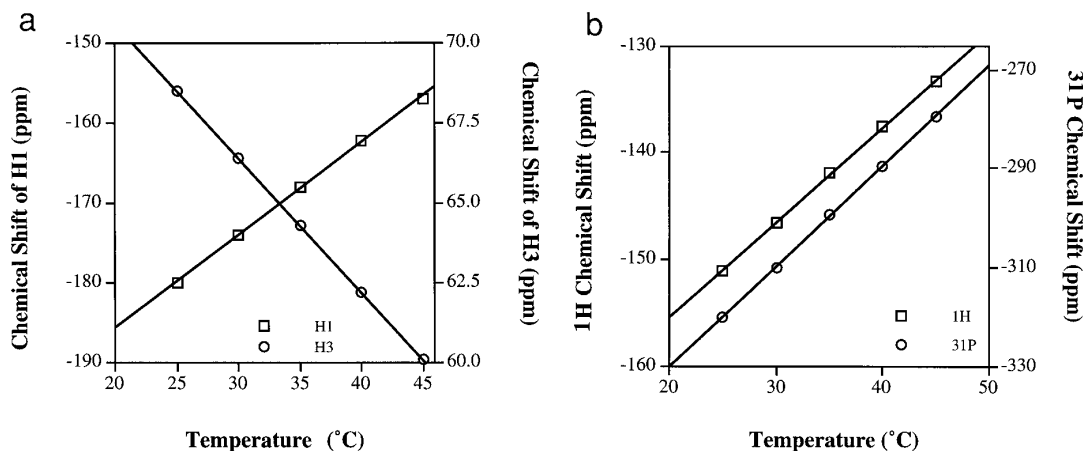 a
Chemical Shift of H1 (ppm)
-150
-160
-170
-180
-190
20 25 30 35 40 45
70.0
67.5
65.0
62.5
60.0
Chemical Shift of H3 (ppm)
H1
H3
Temperature (˚C)
b
1H Chemical Shift (ppm)
-130
-140
-150
-160
20 30 40 50
-270
-290
-310
-330
31P Chemical Shift (ppm)
1H
31P
Temperature (˚C)